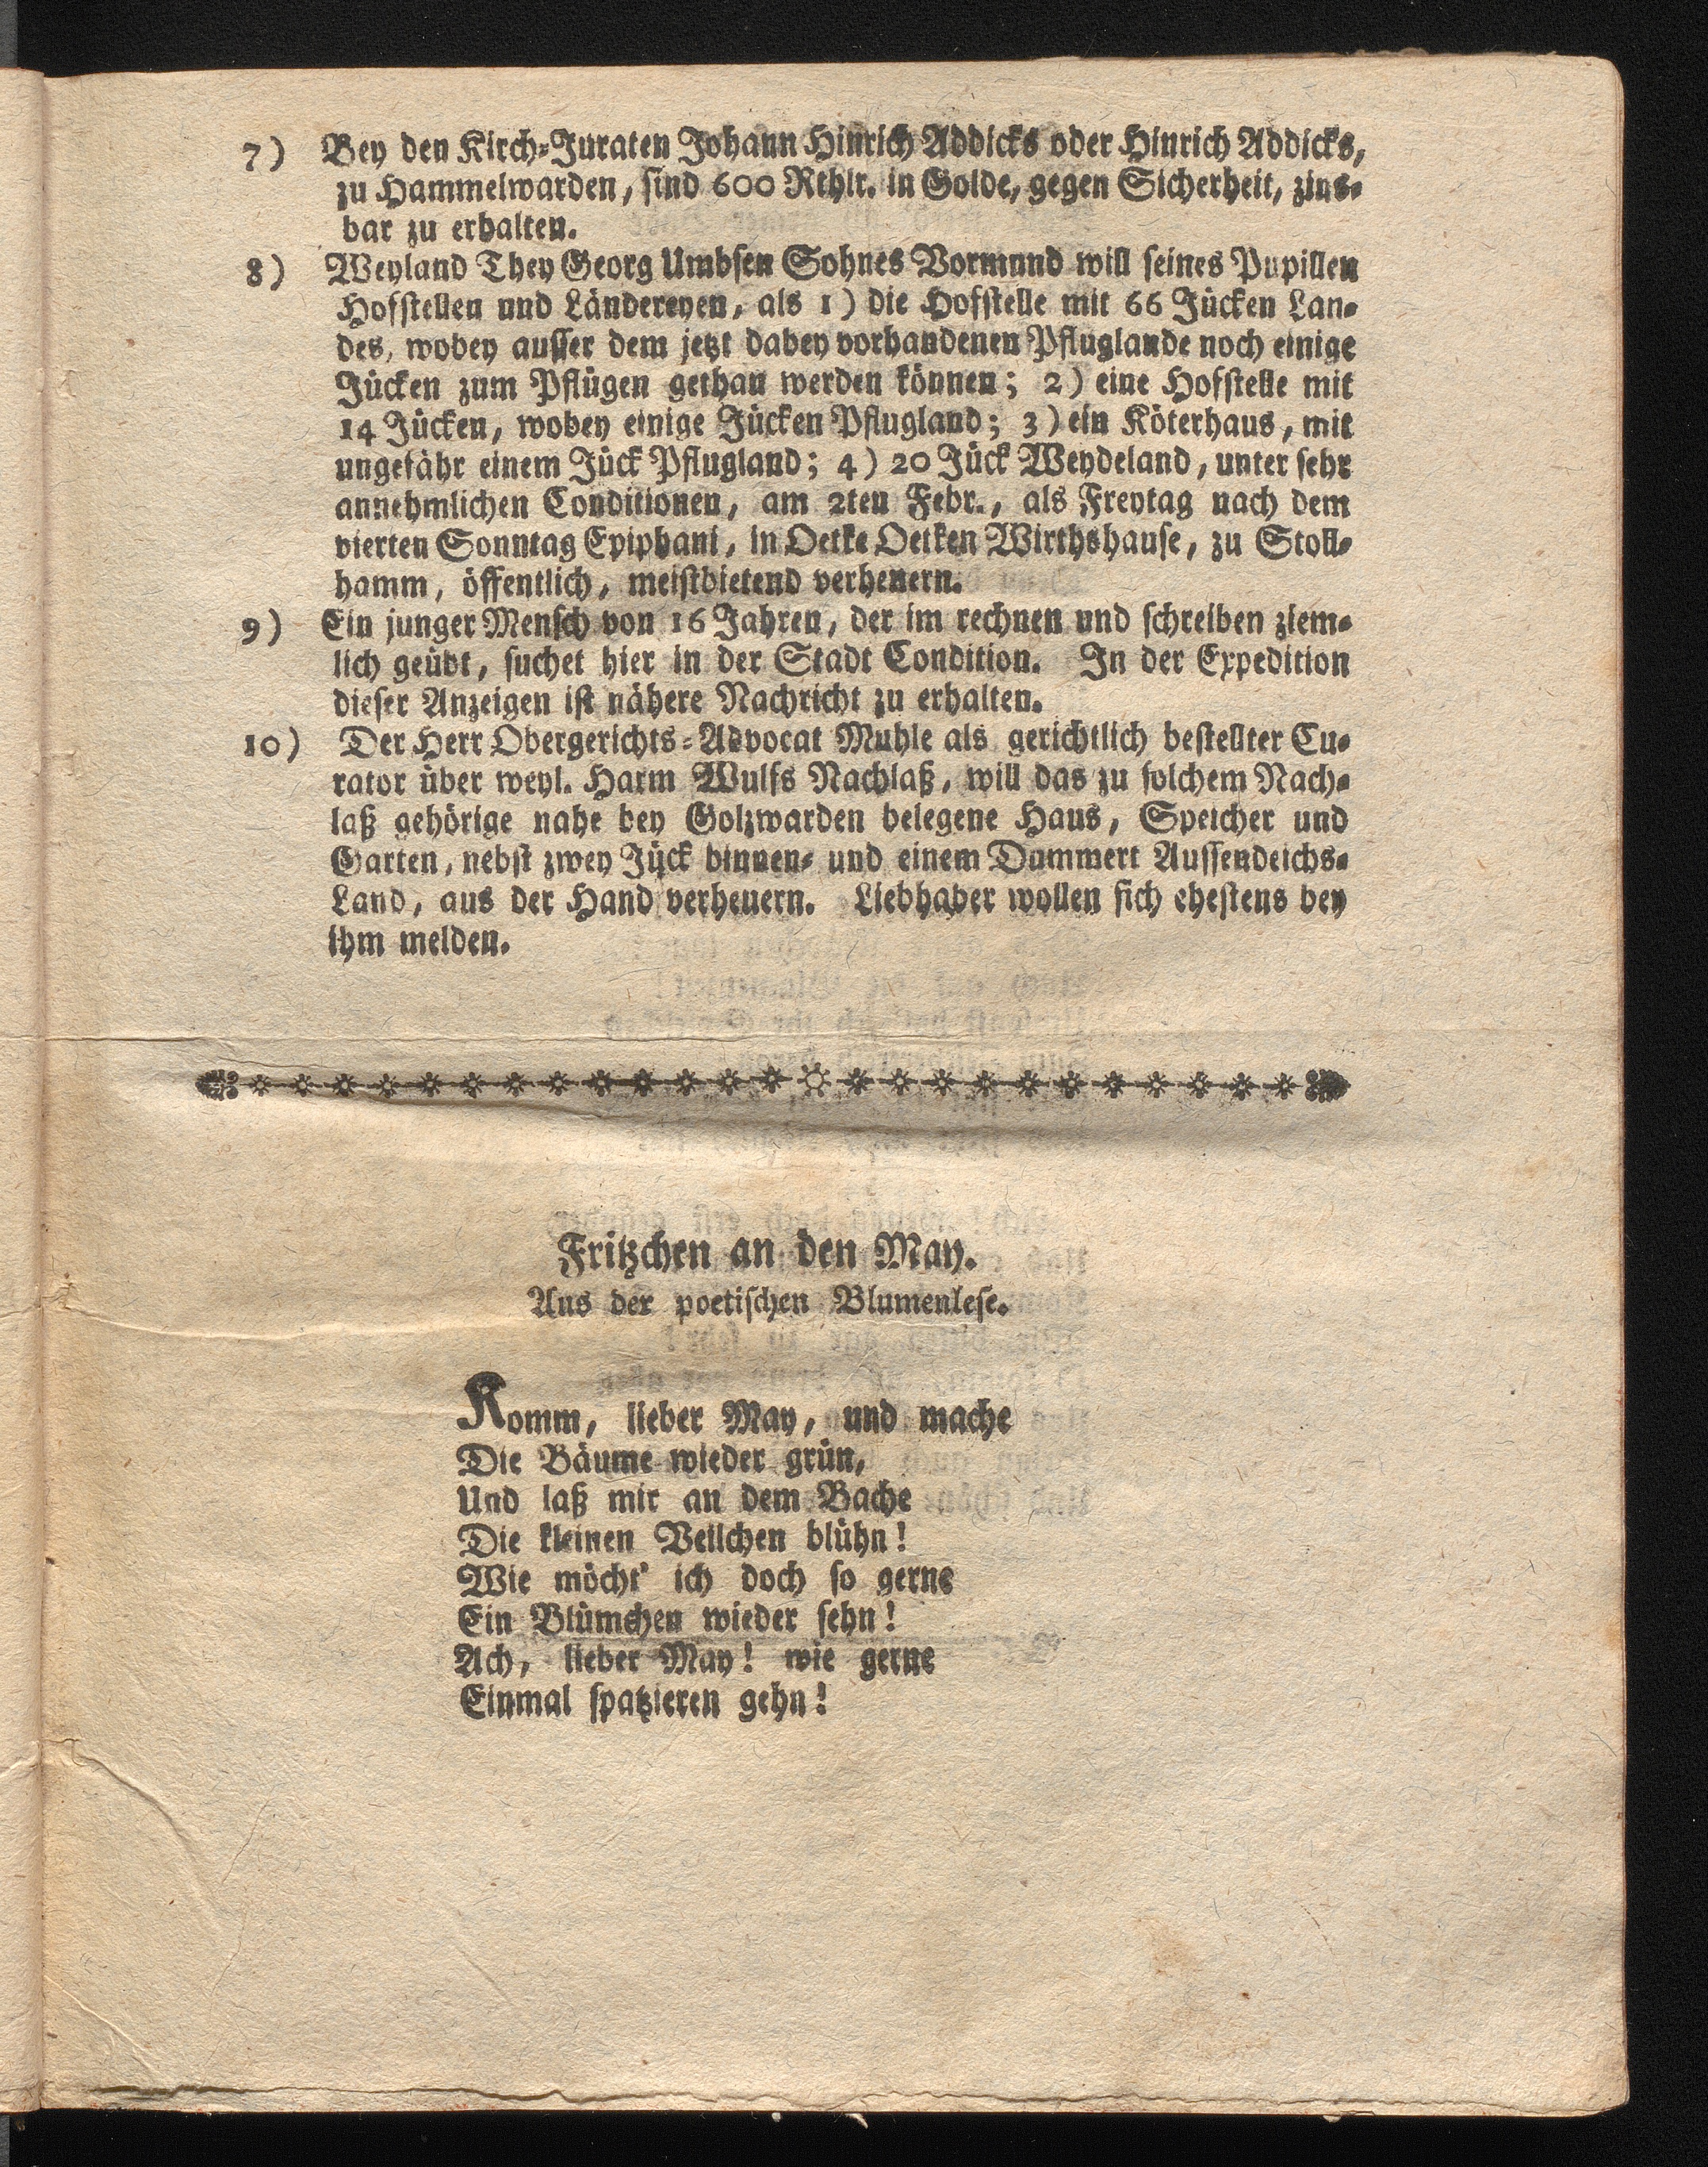 7) Bey den Kirch-Juraten Johann Hinrich Addicks oder Hinrich Addicks,
zu Hammelwarden, sind 600 Rthlr. in Golde, gegen Sicherheit, zins-
bar zu erhalten.
8) Weyland They Georg Umbsen Sohnes Vormund will seines Pupillen
Hofstellen und Ländereyen, als 1) die Hofstelle mit 66 Jücken Lan-
des, wobey ausser dem jetzt dabey vorhandenen Pfluglande noch einige
Jücken zum Pflügen gethan werden können; 2) eine Hofstelle mit
14 Jücken, wobey einige Jücken Pflugland; 3) ein Köterhaus, mit
ungefähr einem Jück Pflugland; 4) 20 Jück Weydeland, unter sehr
annehmlichen Conditionen, am 2ten Febr., als Freytag nach dem
vierten Sonntag Epiphani, in Oetke Oetken Wirthshause, zu Stoll-
hamm, öffentlich, meistbietend verheuern.
9) Ein junger Mensch von 16 Jahren, der im rechnen und schreiben ziem-
lich geübt, suchet hier in der Stadt Condition. In der Expedition
dieser Anzeigen ist nähere Nachricht zu erhalten.
10) Der Herr Obergerichts-Advocat Muhle als gerichtlich bestellter Cu-
rator über weyl. Harm Wulfs Nachlaß, will das zu solchem Nach-
laß gehörige nahe bey Golzwarden belegene Haus, Speicher und
Garten, nebst zwey Jück binnen- und einem Dammert Aussendeichs-
Land, aus der Hand verheuern. Liebhaber wollen sich ehestens bey
ihm melden.
Fritzchen an den May.
Aus der poetischen Blumenlese.
Komm, lieber May, und mache
Die Bäume wieder grün,
Und laß mir an dem Bache
Die kleinen Veilchen blühn!
Wie möcht' ich doch so gerne
Ein Blümchen wieder sehn!
Ach, lieber May! wie gerne
Einmal spatzieren gehn!